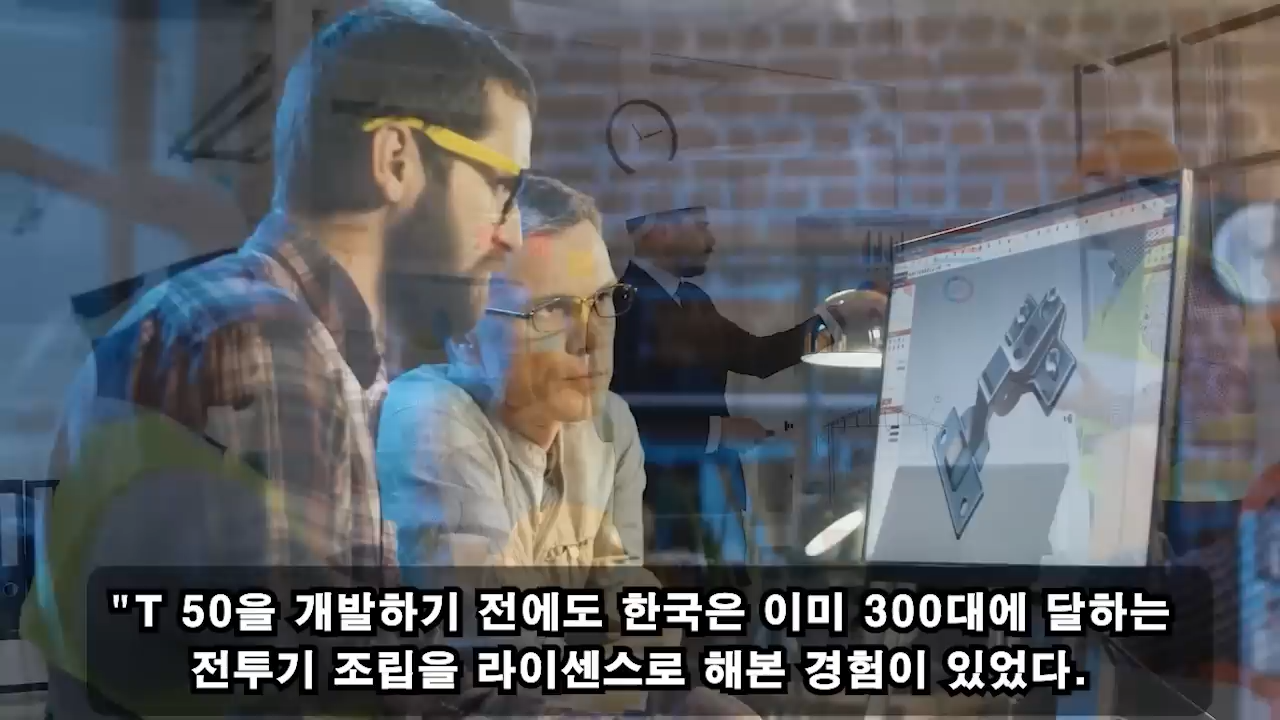 "T 50을 개발하기 전에도 한국은 이미 300대에 달하는
전투기 조립을 라이센스로 해본 경험이 있었다.